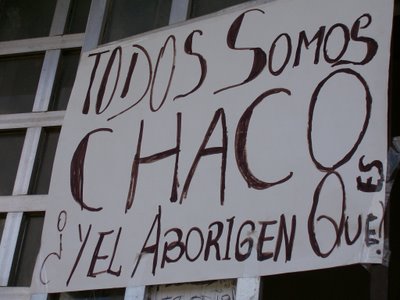 TODOS SOMOS
CHACO
¿Y EL ABORIGEN QUE ES?